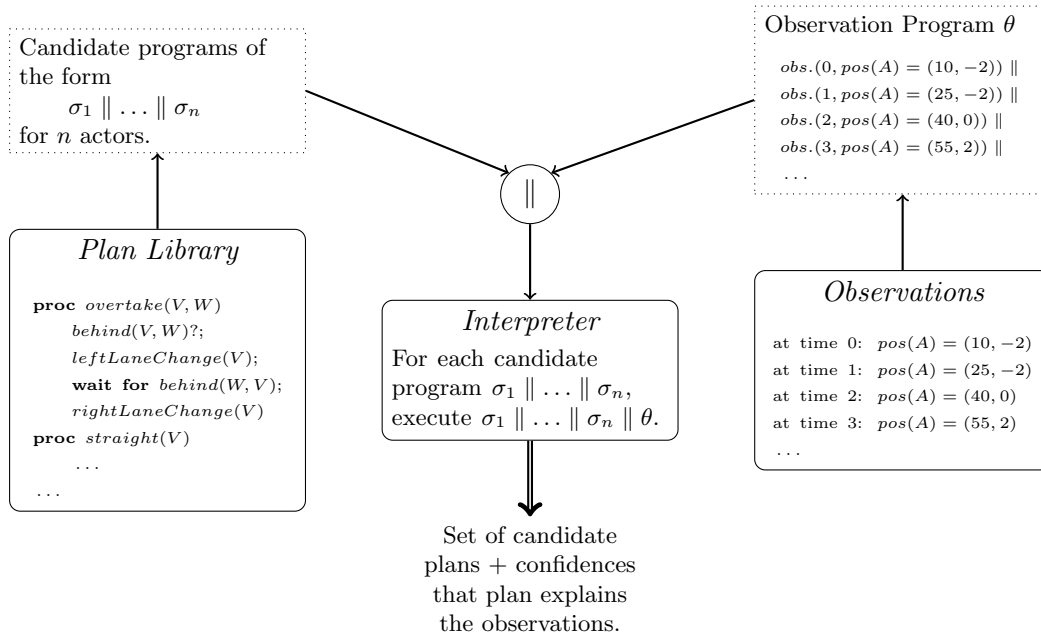 Candidate programs of
the form
σ₁ ∥ … ∥ σₙ
for n actors.
Observation Program θ
obs.(0, pos(A) = (10, −2)) ∥
obs.(1, pos(A) = (25, −2)) ∥
obs.(2, pos(A) = (40, 0)) ∥
obs.(3, pos(A) = (55, 2)) ∥
...
∥
Plan Library
proc overtake(V, W)
behind(V, W)?;
leftLaneChange(V);
wait for behind(W, V);
rightLaneChange(V)
proc straight(V)
...
...
Interpreter
For each candidate
program σ₁ ∥ … ∥ σₙ,
execute σ₁ ∥ … ∥ σₙ ∥ θ.
Observations
at time 0: pos(A) = (10, −2)
at time 1: pos(A) = (25, −2)
at time 2: pos(A) = (40, 0)
at time 3: pos(A) = (55, 2)
...
Set of candidate
plans + confidences
that plan explains
the observations.